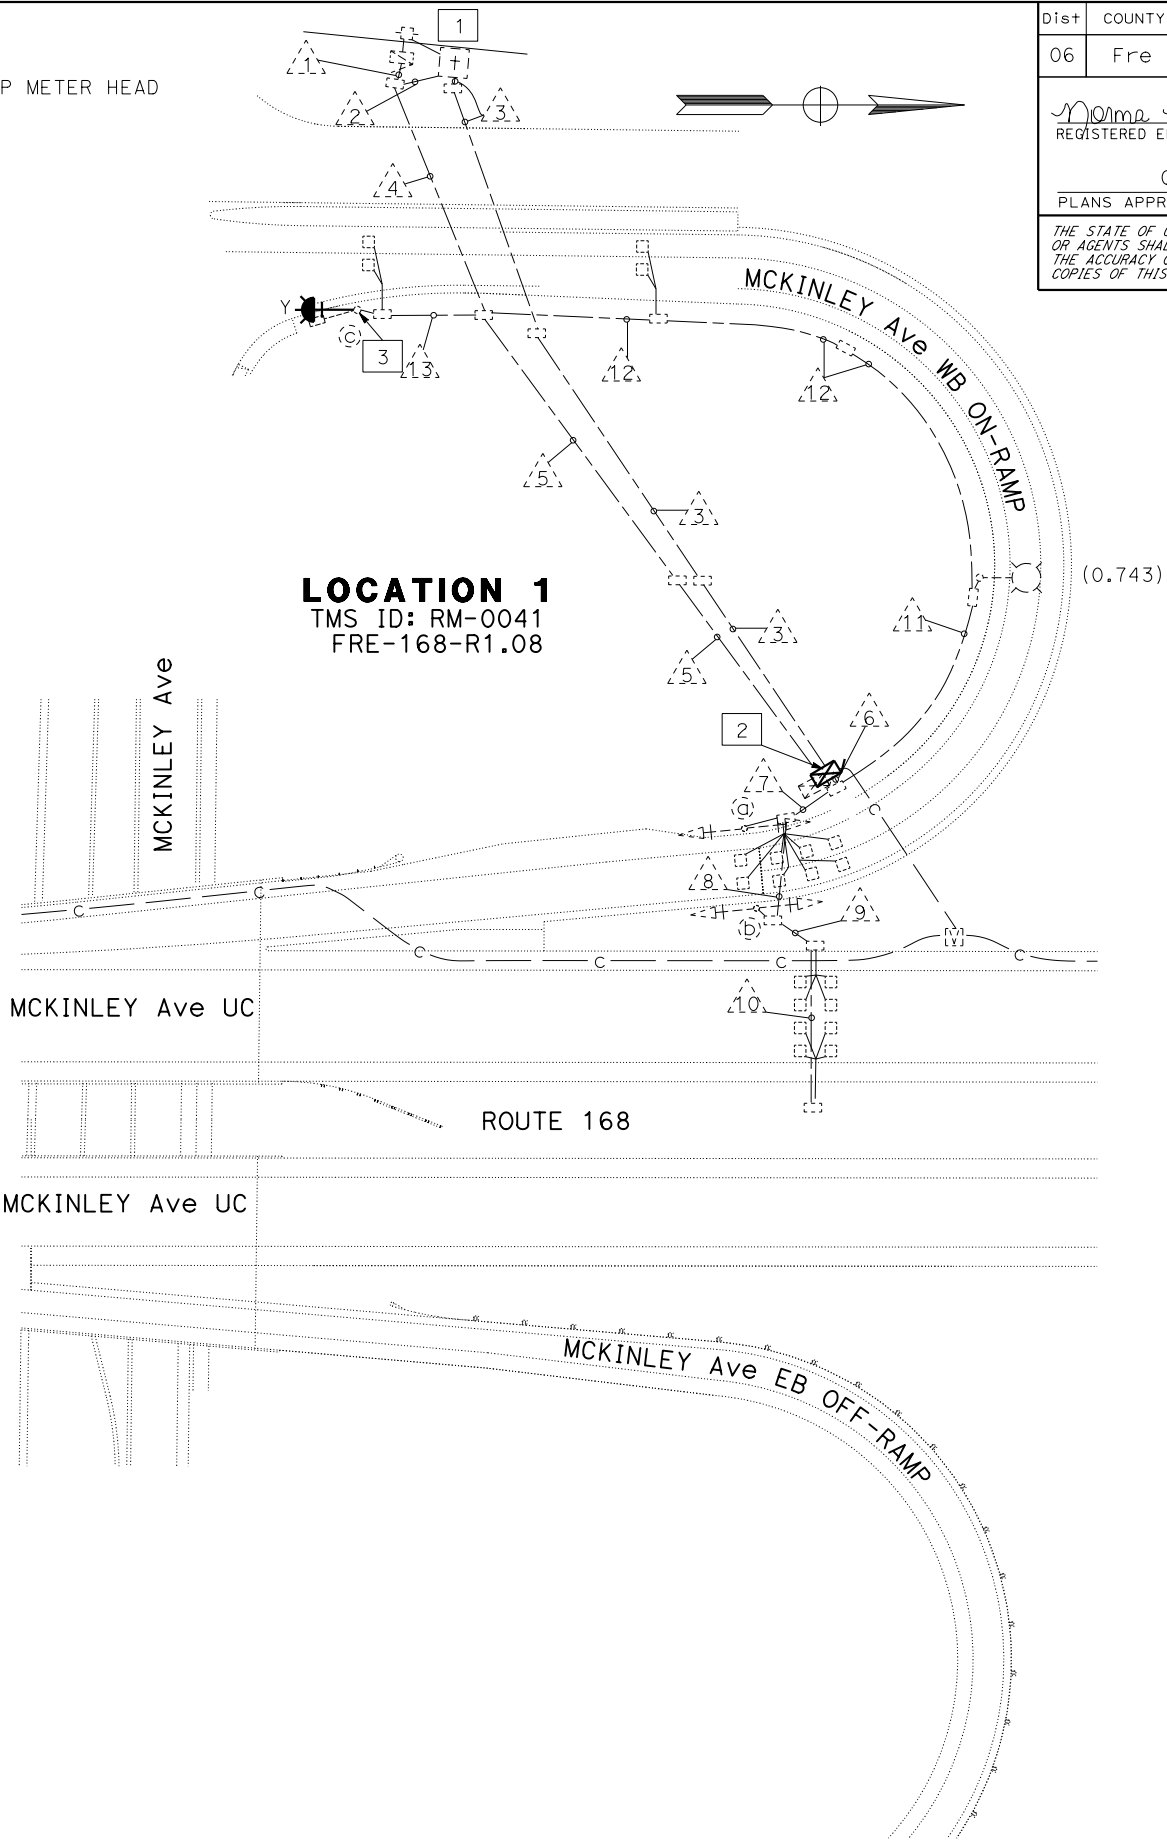 Dist COUNTY
06 Fre
P METER HEAD
Norma
REGISTERED
PLANS
THE STATE OF
OR AGENTS
THE ACCURACY
COPIES OF THIS
1
1
2
3
4
MCKINLEY Ave WB ON-RAMP
Y
c
3
13
12
12
5
3
(0.743)
LOCATION 1
TMS ID: RM-0041
FRE-168-R1.08
3
11
5
MCKINLEY Ave
2
6
7
a
C
8
9
b
C
C
C
C
C
C
M
MCKINLEY Ave UC
10
ROUTE 168
MCKINLEY Ave UC
MCKINLEY Ave EB OFF-RAMP